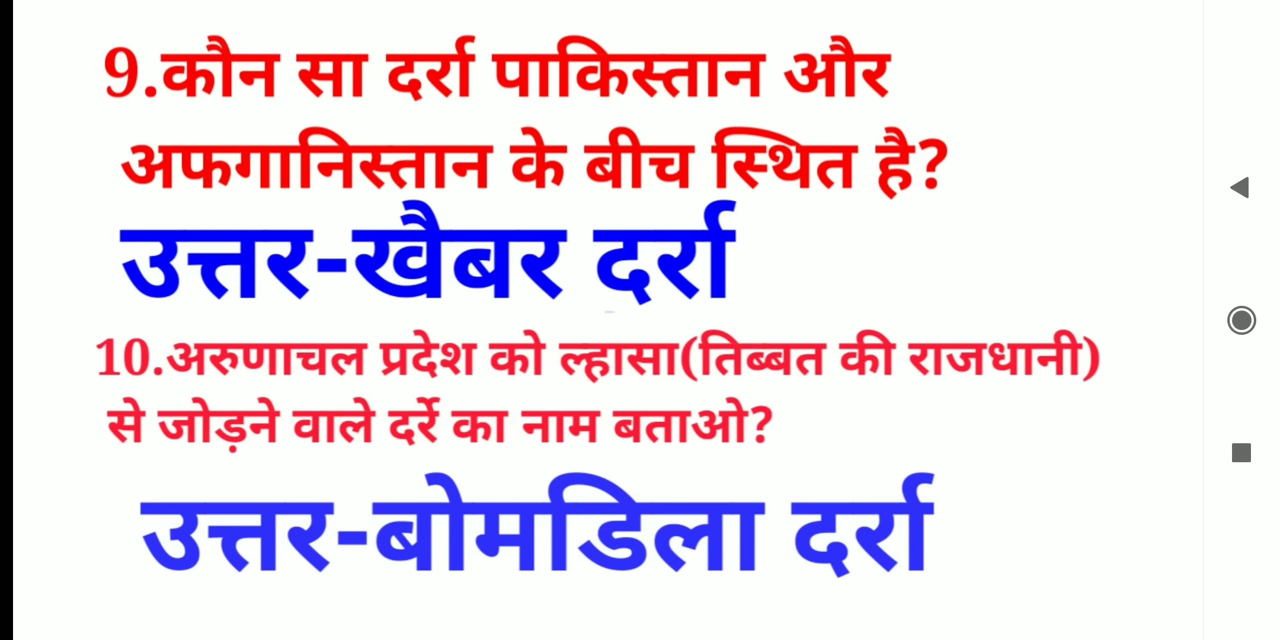 9.कौन सा दर्रा पाकिस्तान और
अफगानिस्तान के बीच स्थित है?
उत्तर-खैबर दर्रा
10.अरुणाचल प्रदेश को ल्हासा(तिब्बत की राजधानी)
से जोड़ने वाले दर्रे का नाम बताओ?
उत्तर-बोमडिला दर्रा